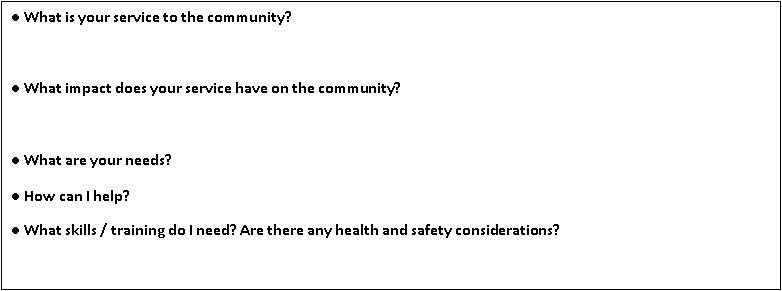 ● What is your service to the community?
● What impact does your service have on the community?
● What are your needs?
● How can I help?
● What skills / training do I need? Are there any health and safety considerations?